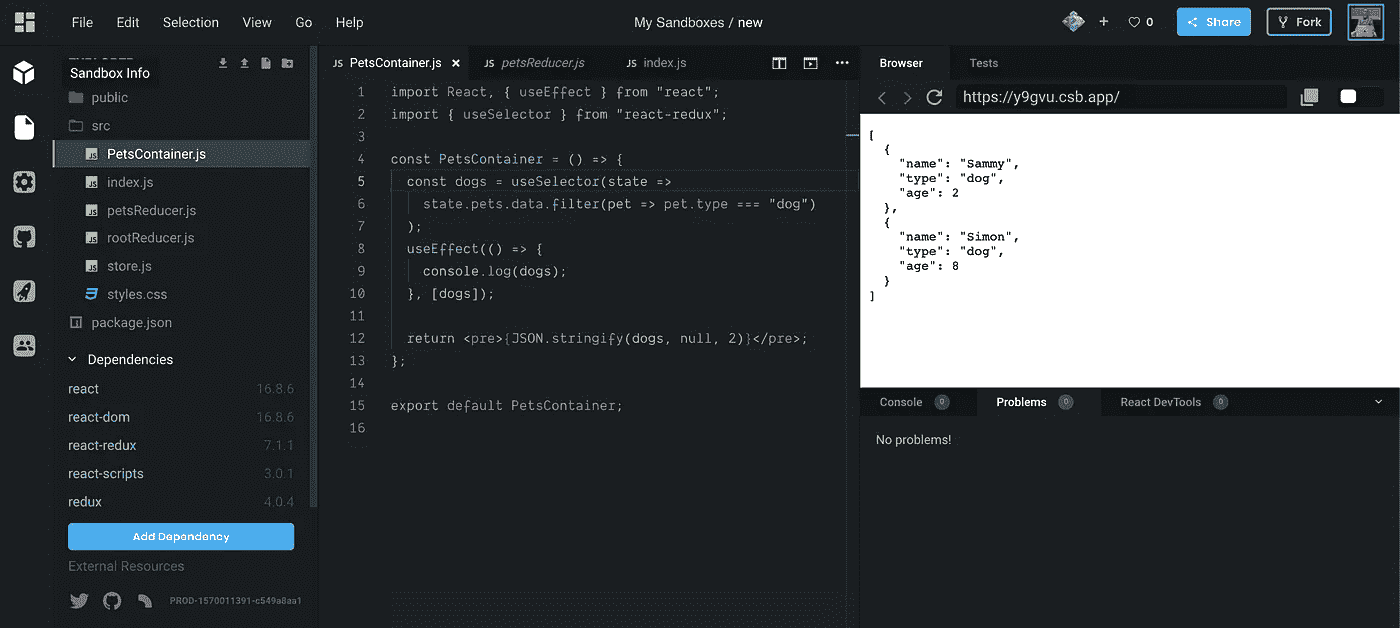 File Edit Selection View Go Help
My Sandboxes / new
0
Share
Fork
Sandbox Info
public
src
PetsContainer.js
index.js
petsReducer.js
rootReducer.js
store.js
styles.css
package.json
Dependencies
react 16.8.6
react-dom 16.8.6
react-redux 7.1.1
react-scripts 3.0.1
redux 4.0.4
Add Dependency
External Resources
PROD-1570011391-c549a8aa1
JS PetsContainer.js × JS petsReducer.js JS index.js
1 import React, { useEffect } from "react";
2 import { useSelector } from "react-redux";
3
4 const PetsContainer = () => {
5 const dogs = useSelector(state =>
6 state.pets.data.filter(pet => pet.type === "dog")
7 );
8 useEffect(() => {
9 console.log(dogs);
10 }, [dogs]);
11
12 return <pre>{JSON.stringify(dogs, null, 2)}</pre>;
13 };
14
15 export default PetsContainer;
16
Browser Tests
https://y9gvu.csb.app/
[
{
"name": "Sammy",
"type": "dog",
"age": 2
},
{
"name": "Simon",
"type": "dog",
"age": 8
}
]
Console 0 Problems 0 React DevTools 0
No problems!